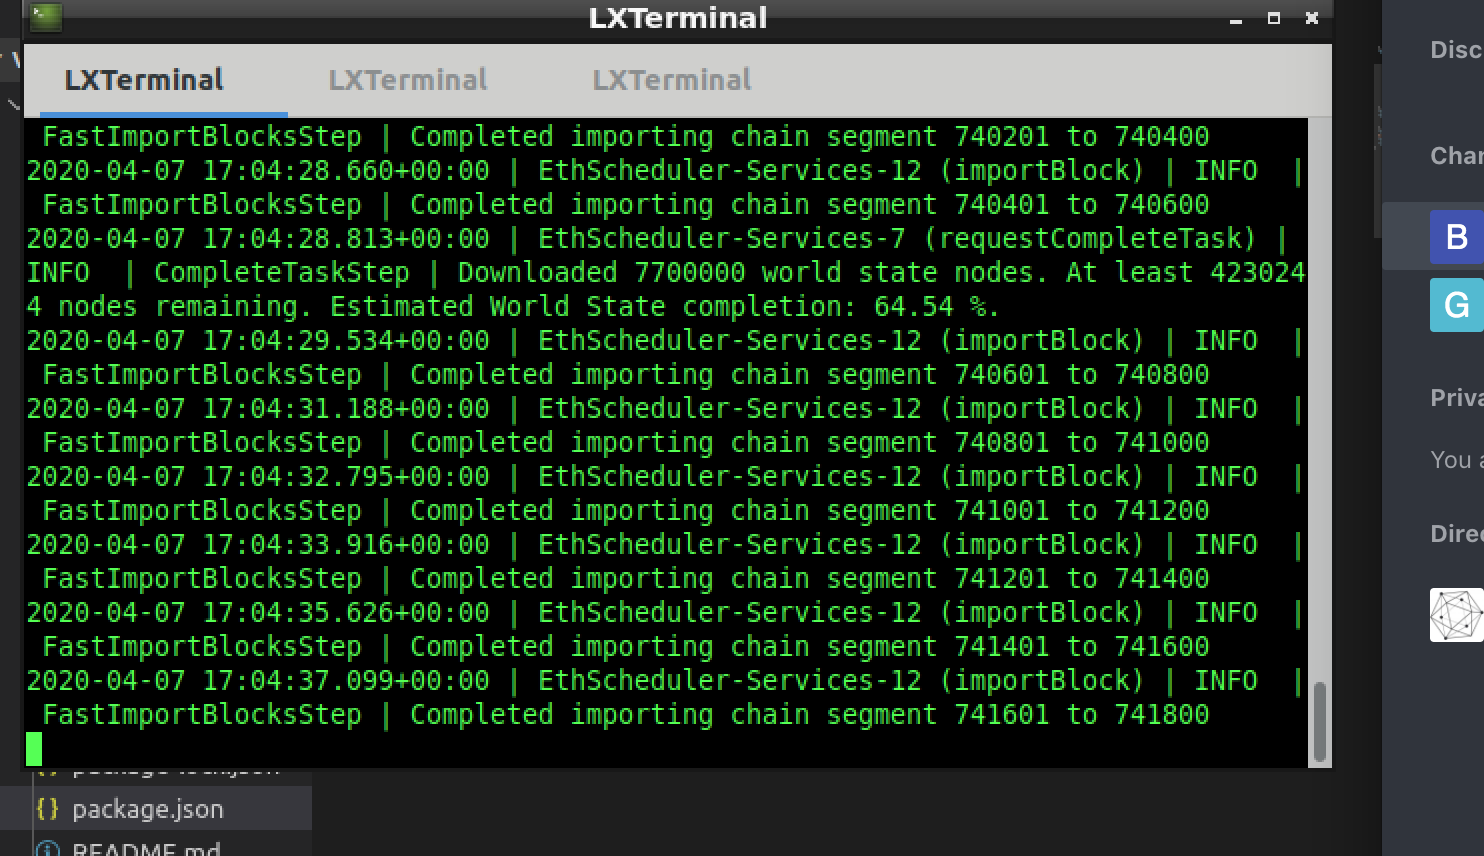 LXTerminal
LXTerminal LXTerminal LXTerminal
FastImportBlocksStep | Completed importing chain segment 740201 to 740400
2020-04-07 17:04:28.660+00:00 | EthScheduler-Services-12 (importBlock) | INFO |
FastImportBlocksStep | Completed importing chain segment 740401 to 740600
2020-04-07 17:04:28.813+00:00 | EthScheduler-Services-7 (requestCompleteTask) |
INFO | CompleteTaskStep | Downloaded 7700000 world state nodes. At least 423024
4 nodes remaining. Estimated World State completion: 64.54 %.
2020-04-07 17:04:29.534+00:00 | EthScheduler-Services-12 (importBlock) | INFO |
FastImportBlocksStep | Completed importing chain segment 740601 to 740800
2020-04-07 17:04:31.188+00:00 | EthScheduler-Services-12 (importBlock) | INFO |
FastImportBlocksStep | Completed importing chain segment 740801 to 741000
2020-04-07 17:04:32.795+00:00 | EthScheduler-Services-12 (importBlock) | INFO |
FastImportBlocksStep | Completed importing chain segment 741001 to 741200
2020-04-07 17:04:33.916+00:00 | EthScheduler-Services-12 (importBlock) | INFO |
FastImportBlocksStep | Completed importing chain segment 741201 to 741400
2020-04-07 17:04:35.626+00:00 | EthScheduler-Services-12 (importBlock) | INFO |
FastImportBlocksStep | Completed importing chain segment 741401 to 741600
2020-04-07 17:04:37.099+00:00 | EthScheduler-Services-12 (importBlock) | INFO |
FastImportBlocksStep | Completed importing chain segment 741601 to 741800
{} package.json
README.md
Disc
Chan
B
G
Priva
You a
Direc